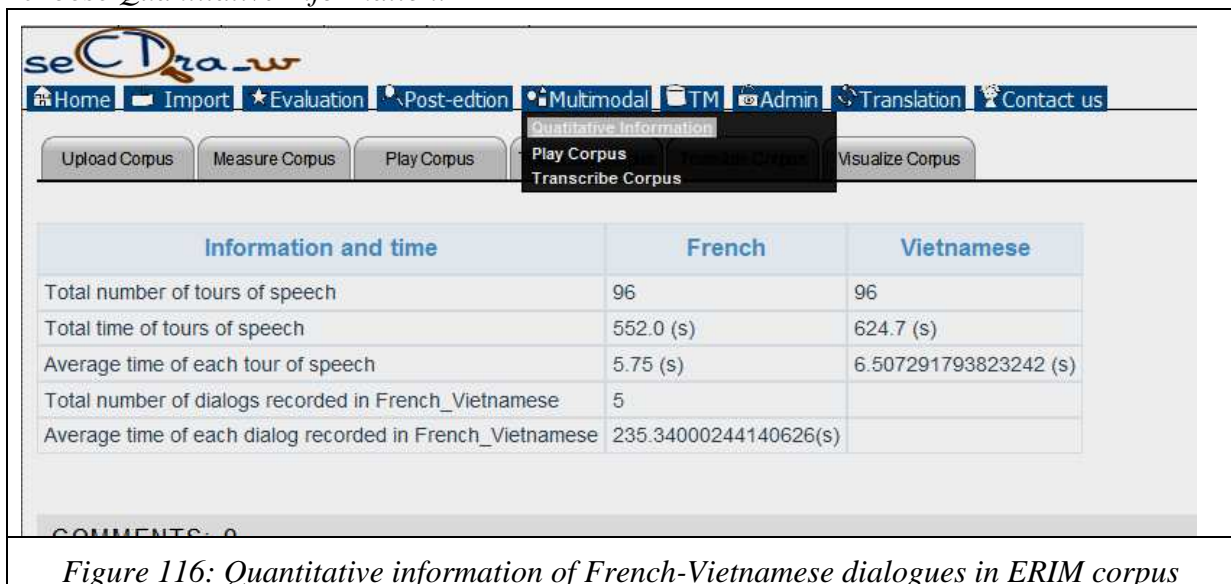 seCTra_w
Home Import Evaluation Post-edtion Multimodal TM Admin Translation Contact us
Quatitative Information
Upload Corpus Measure Corpus Play Corpus Play Corpus Visualize Corpus
Transcribe Corpus
Information and time French Vietnamese
Total number of tours of speech 96 96
Total time of tours of speech 552.0 (s) 624.7 (s)
Average time of each tour of speech 5.75 (s) 6.507291793823242 (s)
Total number of dialogs recorded in French_Vietnamese 5
Average time of each dialog recorded in French_Vietnamese 235.34000244140626(s)
COMMENTS: 0
Figure 116: Quantitative information of French-Vietnamese dialogues in ERIM corpus